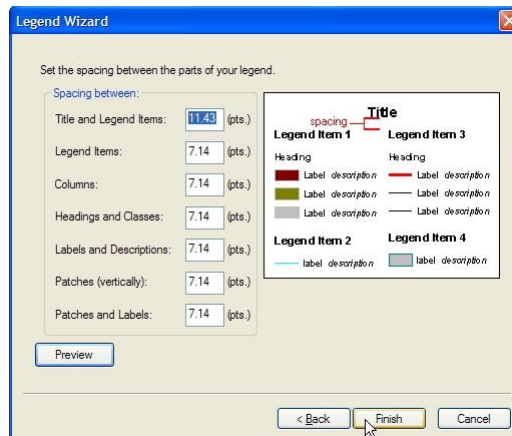 Legend Wizard
Set the spacing between the parts of your legend.
Spacing between:
Title and Legend Items: 11.43 (pts.)
Legend Items: 7.14 (pts.)
Columns: 7.14 (pts.)
Headings and Classes: 7.14 (pts.)
Labels and Descriptions: 7.14 (pts.)
Patches (vertically): 7.14 (pts.)
Patches and Labels: 7.14 (pts.)
Title
spacing
Legend Item 1 Legend Item 3
Heading Heading
Label description Label description
Label description Label description
Label description Label description
Legend Item 2 Legend Item 4
label description label description
Preview
< Back Finish Cancel